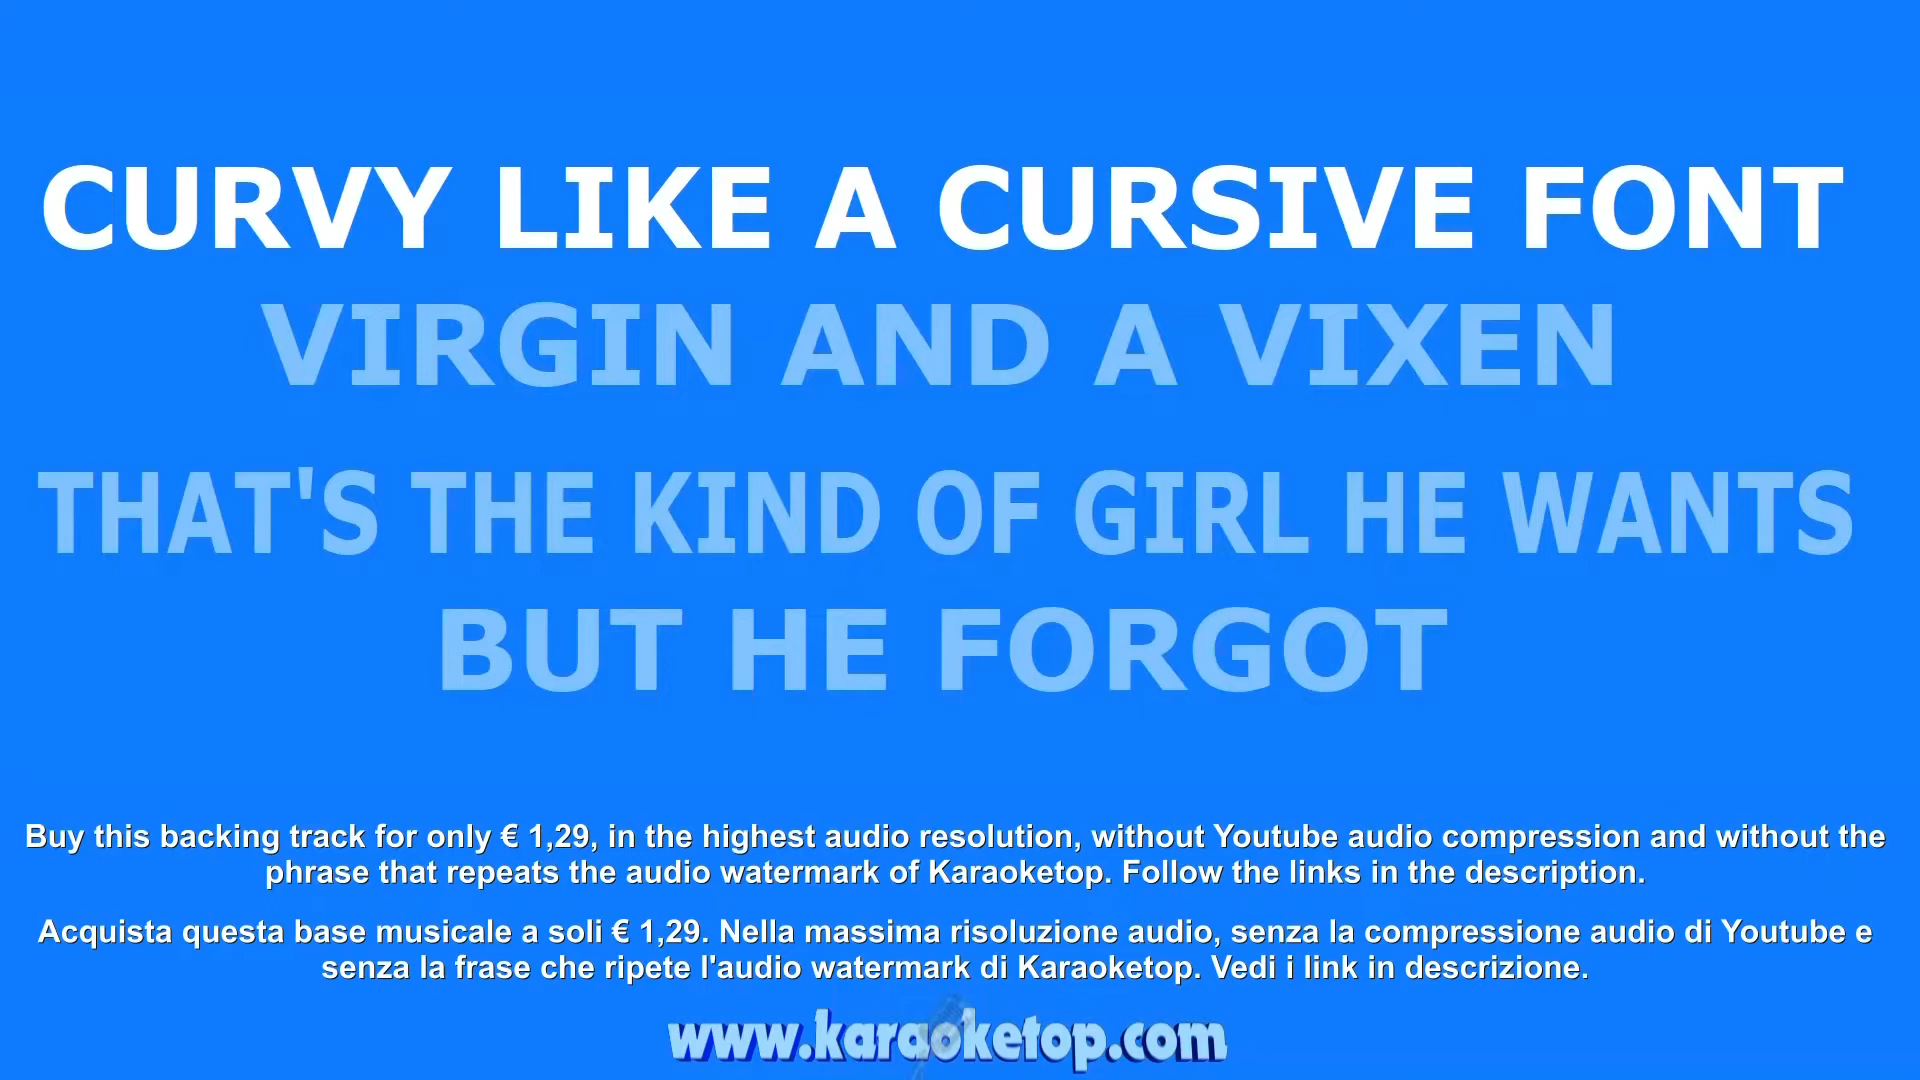 CURVY LIKE A CURSIVE FONT
VIRGIN AND A VIXEN
THAT'S THE KIND OF GIRL HE WANTS
BUT HE FORGOT
Buy this backing track for only € 1,29, in the highest audio resolution, without Youtube audio compression and without the
phrase that repeats the audio watermark of Karaoketop. Follow the links in the description.
Acquista questa base musicale a soli € 1,29. Nella massima risoluzione audio, senza la compressione audio di Youtube e
senza la frase che ripete l'audio watermark di Karaoketop. Vedi i link in descrizione.
www.karaoketop.com